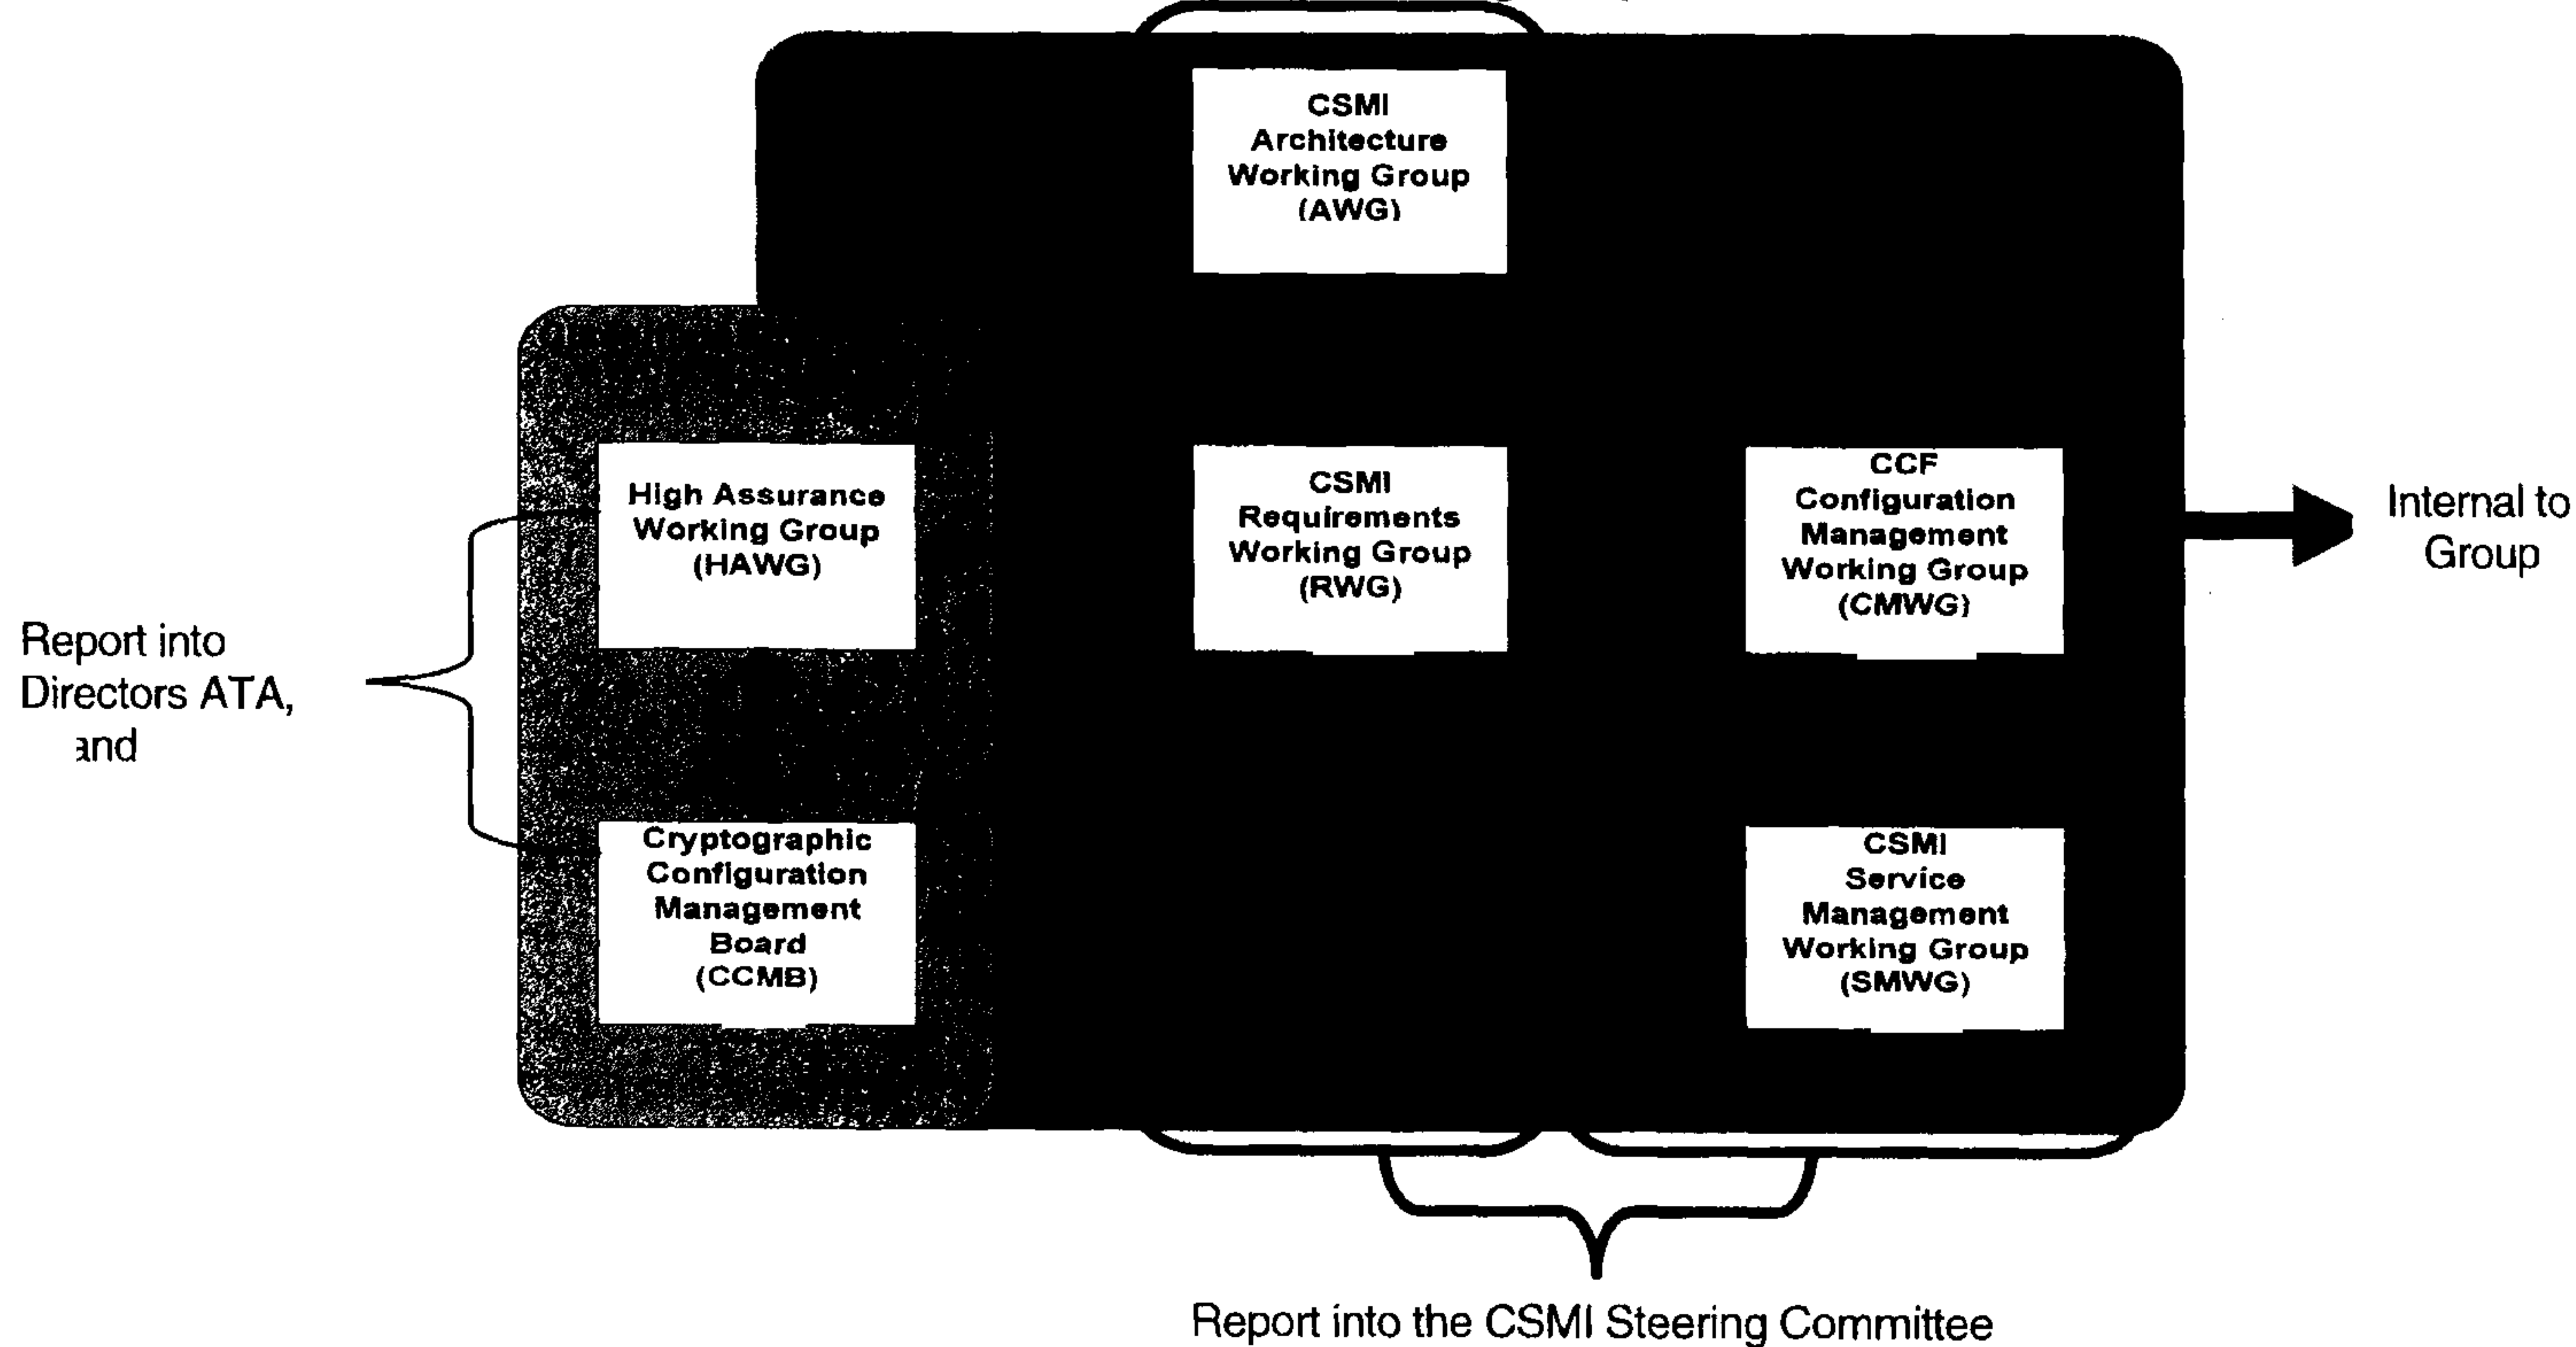 CSMI
Architecture
Working Group
(AWG)
High Assurance
Working Group
(HAWG)
CSMI
Requirements
Working Group
(RWG)
CCF
Configuration
Management
Working Group
(CMWG)
Internal to
Group
Report into
Directors ATA,
and
Cryptographic
Configuration
Management
Board
(CCMB)
CSMI
Service
Management
Working Group
(SMWG)
Report into the CSMI Steering Committee